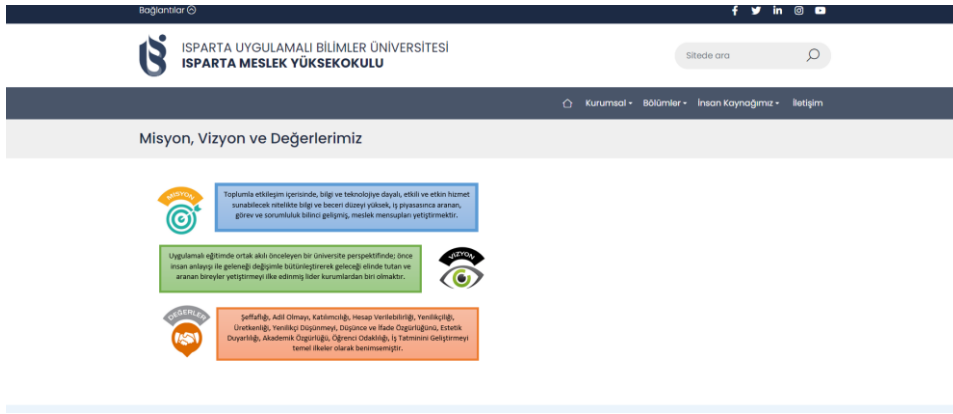 Bağlantılar
ISPARTA UYGULAMALI BİLİMLER ÜNİVERSİTESİ
ISPARTA MESLEK YÜKSEKOKULU
Sitede ara
Kurumsal Bölümler İnsan Kaynağımız İletişim
Misyon, Vizyon ve Değerlerimiz
MİSYON
Toplumla etkileşim içerisinde, bilgi ve teknolojiye dayalı, etkili ve etkin hizmet
sunabilecek nitelikte bilgi ve beceri düzeyi yüksek, iş piyasasınca aranan,
görev ve sorumluluk bilinci gelişmiş, meslek mensupları yetiştirmektir.
Uygulamalı eğitimde ortak akılı önceleyen bir üniversite perspektifinde; önce
insan anlayışı ile geleneği değişimle bütünleştirerek geleceği elinde tutan ve
aranan bireyler yetiştirmeyi ilke edinmiş lider kurumlardan biri olmaktır.
VİZYON
DEĞERLER
Şeffaflığı, Adil Olmayı, Katılımcılığı, Hesap Verilebilirliği, Yenilikçiliği,
Üretkenliği, Yenilikçi Düşünmeyi, Düşünce ve İfade Özgürlüğünü, Estetik
Duyarlılığı, Akademik Özgürlüğü, Öğrenci Odaklılığı, İş Tatminini Geliştirmeyi
temel ilkeler olarak benimsemiştir.